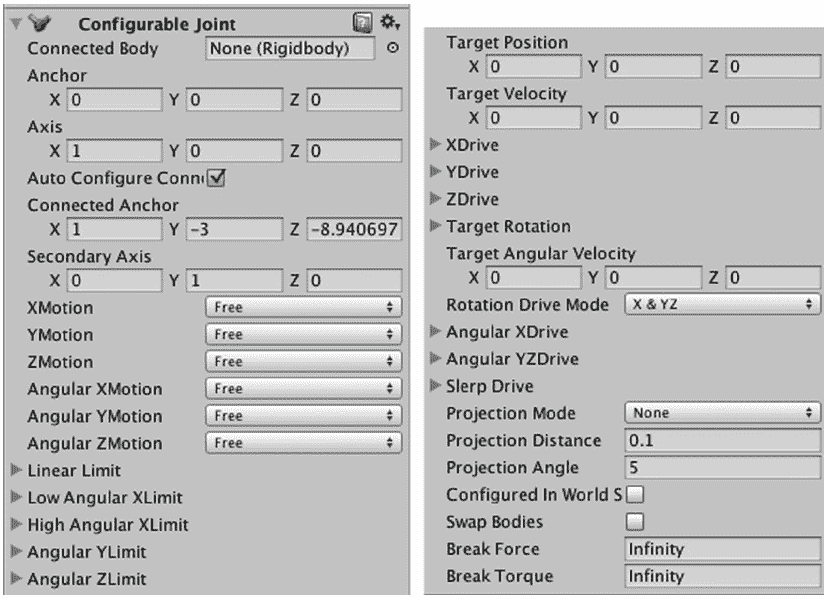 Configurable Joint
Connected Body None (Rigidbody)
Anchor
X 0 Y 0 Z 0
Axis
X 1 Y 0 Z 0
Auto Configure Conn
Connected Anchor
X 1 Y -3 Z -8.940697
Secondary Axis
X 0 Y 1 Z 0
XMotion Free
YMotion Free
ZMotion Free
Angular XMotion Free
Angular YMotion Free
Angular ZMotion Free
Linear Limit
Low Angular XLimit
High Angular XLimit
Angular YLimit
Angular ZLimit
Target Position
X 0 Y 0 Z 0
Target Velocity
X 0 Y 0 Z 0
XDrive
YDrive
ZDrive
Target Rotation
Target Angular Velocity
X 0 Y 0 Z 0
Rotation Drive Mode X & YZ
Angular XDrive
Angular YZDrive
Slerp Drive
Projection Mode None
Projection Distance 0.1
Projection Angle 5
Configured In World S
Swap Bodies
Break Force Infinity
Break Torque Infinity